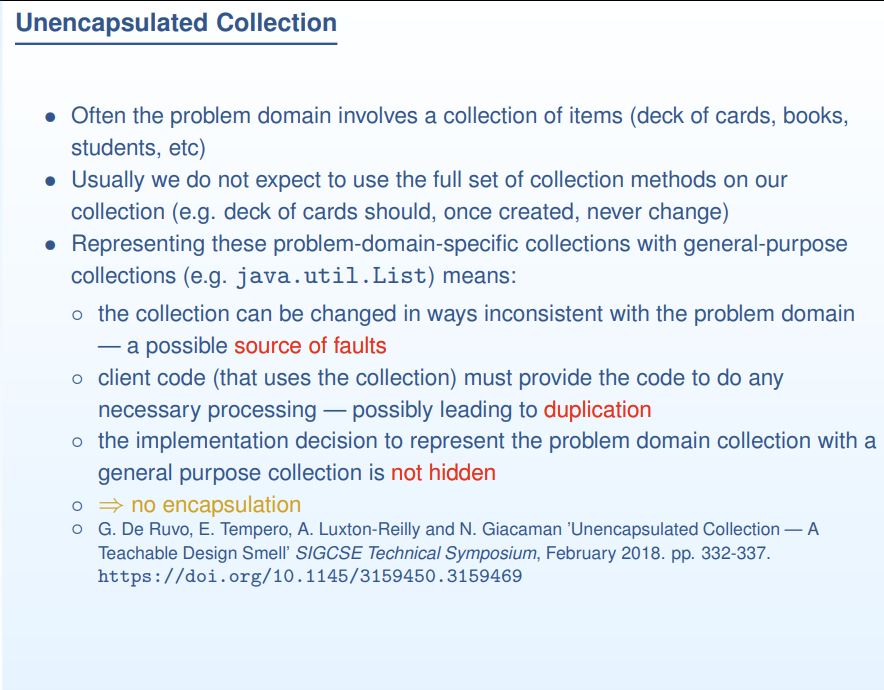 Unencapsulated Collection
● Often the problem domain involves a collection of items (deck of cards, books,
students, etc)
● Usually we do not expect to use the full set of collection methods on our
collection (e.g. deck of cards should, once created, never change)
● Representing these problem-domain-specific collections with general-purpose
collections (e.g. java.util.List) means:
○ the collection can be changed in ways inconsistent with the problem domain
— a possible source of faults
○ client code (that uses the collection) must provide the code to do any
necessary processing — possibly leading to duplication
○ the implementation decision to represent the problem domain collection with a
general purpose collection is not hidden
○ ⇒ no encapsulation
○ G. De Ruvo, E. Tempero, A. Luxton-Reilly and N. Giacaman ’Unencapsulated Collection — A
Teachable Design Smell’ SIGCSE Technical Symposium, February 2018. pp. 332-337.
https://doi.org/10.1145/3159450.3159469